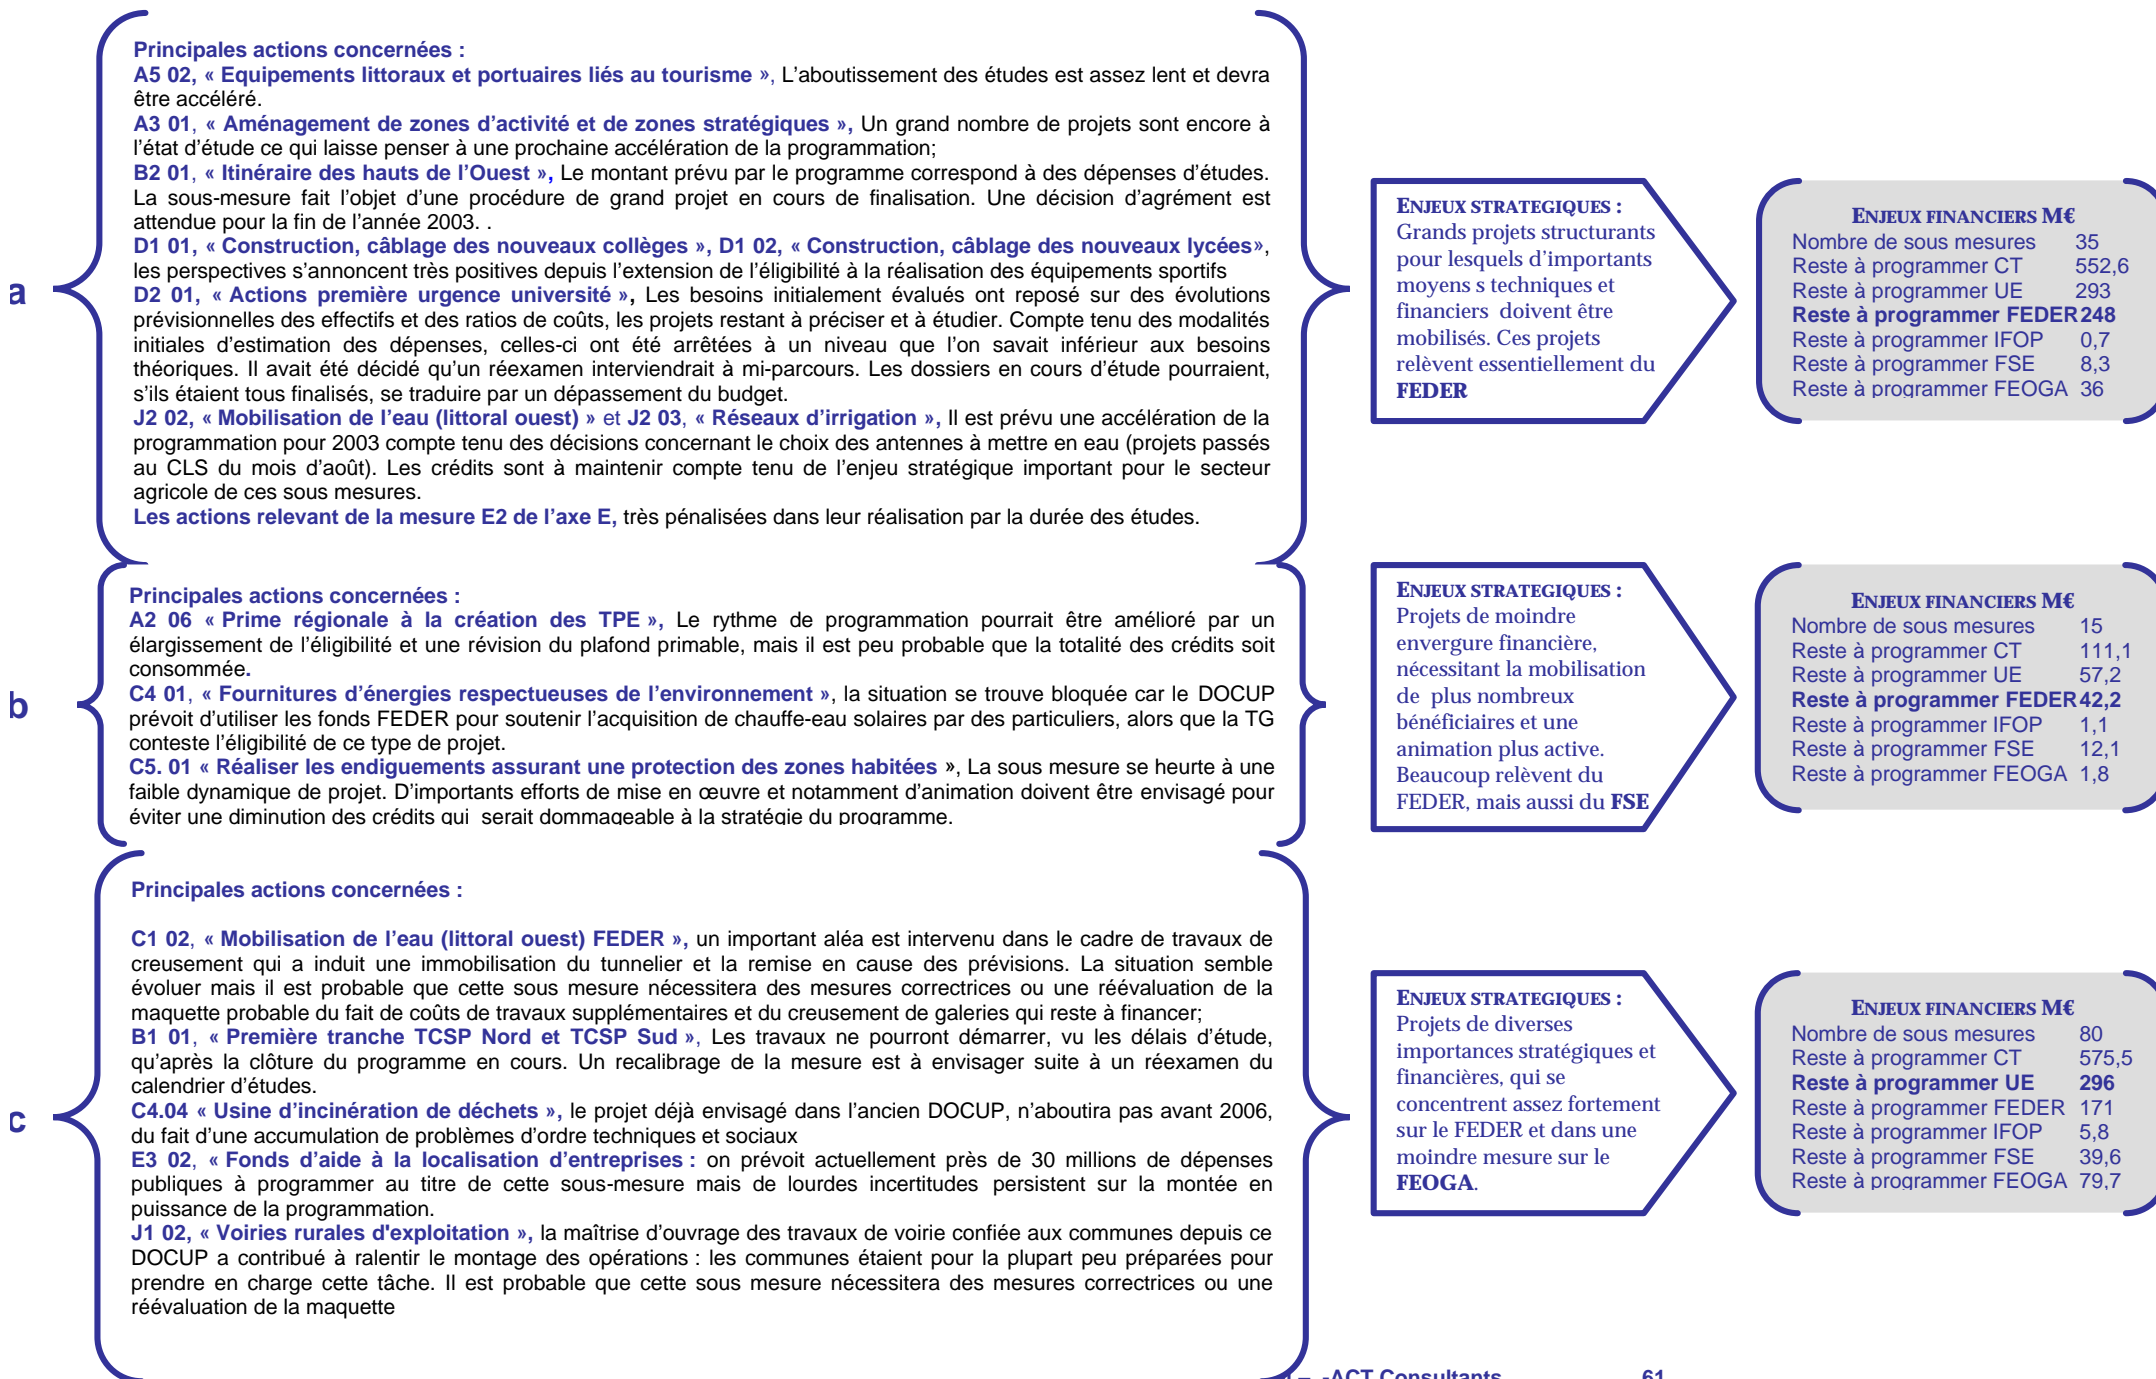 a
Principales actions concernées :
A5 02, « Equipements littoraux et portuaires liés au tourisme », L’aboutissement des études est assez lent et devra
être accéléré.
A3 01, « Aménagement de zones d’activité et de zones stratégiques », Un grand nombre de projets sont encore à
l’état d’étude ce qui laisse penser à une prochaine accélération de la programmation;
B2 01, « Itinéraire des hauts de l’Ouest », Le montant prévu par le programme correspond à des dépenses d’études.
La sous-mesure fait l’objet d’une procédure de grand projet en cours de finalisation. Une décision d’agrément est
attendue pour la fin de l’année 2003. .
D1 01, « Construction, câblage des nouveaux collèges », D1 02, « Construction, câblage des nouveaux lycées»,
les perspectives s’annoncent très positives depuis l’extension de l’éligibilité à la réalisation des équipements sportifs
D2 01, « Actions première urgence université », Les besoins initialement évalués ont reposé sur des évolutions
prévisionnelles des effectifs et des ratios de coûts, les projets restant à préciser et à étudier. Compte tenu des modalités
initiales d’estimation des dépenses, celles-ci ont été arrêtées à un niveau que l’on savait inférieur aux besoins
théoriques. Il avait été décidé qu’un réexamen interviendrait à mi-parcours. Les dossiers en cours d’étude pourraient,
s’ils étaient tous finalisés, se traduire par un dépassement du budget.
J2 02, « Mobilisation de l’eau (littoral ouest) » et J2 03, « Réseaux d’irrigation », Il est prévu une accélération de la
programmation pour 2003 compte tenu des décisions concernant le choix des antennes à mettre en eau (projets passés
au CLS du mois d’août). Les crédits sont à maintenir compte tenu de l’enjeu stratégique important pour le secteur
agricole de ces sous mesures.
Les actions relevant de la mesure E2 de l’axe E, très pénalisées dans leur réalisation par la durée des études.
ENJEUX STRATEGIQUES :
Grands projets structurants
pour lesquels d’importants
moyens s techniques et
financiers doivent être
mobilisés. Ces projets
relèvent essentiellement du
FEDER
ENJEUX FINANCIERS M€
Nombre de sous mesures 35
Reste à programmer CT 552,6
Reste à programmer UE 293
Reste à programmer FEDER 248
Reste à programmer IFOP 0,7
Reste à programmer FSE 8,3
Reste à programmer FEOGA 36
b
Principales actions concernées :
A2 06 « Prime régionale à la création des TPE », Le rythme de programmation pourrait être amélioré par un
élargissement de l’éligibilité et une révision du plafond primable, mais il est peu probable que la totalité des crédits soit
consommée.
C4 01, « Fournitures d’énergies respectueuses de l’environnement », la situation se trouve bloquée car le DOCUP
prévoit d’utiliser les fonds FEDER pour soutenir l’acquisition de chauffe-eau solaires par des particuliers, alors que la TG
conteste l’éligibilité de ce type de projet.
C5. 01 « Réaliser les endiguements assurant une protection des zones habitées », La sous mesure se heurte à une
faible dynamique de projet. D’importants efforts de mise en œuvre et notamment d’animation doivent être envisagé pour
éviter une diminution des crédits qui serait dommageable à la stratégie du programme.
ENJEUX STRATEGIQUES :
Projets de moindre
envergure financière,
nécessitant la mobilisation
de plus nombreux
bénéficiaires et une
animation plus active.
Beaucoup relèvent du
FEDER, mais aussi du FSE
ENJEUX FINANCIERS M€
Nombre de sous mesures 15
Reste à programmer CT 111,1
Reste à programmer UE 57,2
Reste à programmer FEDER 42,2
Reste à programmer IFOP 1,1
Reste à programmer FSE 12,1
Reste à programmer FEOGA 1,8
c
Principales actions concernées :
C1 02, « Mobilisation de l’eau (littoral ouest) FEDER », un important aléa est intervenu dans le cadre de travaux de
creusement qui a induit une immobilisation du tunnelier et la remise en cause des prévisions. La situation semble
évoluer mais il est probable que cette sous mesure nécessitera des mesures correctrices ou une réévaluation de la
maquette probable du fait de coûts de travaux supplémentaires et du creusement de galeries qui reste à financer;
B1 01, « Première tranche TCSP Nord et TCSP Sud », Les travaux ne pourront démarrer, vu les délais d’étude,
qu’après la clôture du programme en cours. Un recalibrage de la mesure est à envisager suite à un réexamen du
calendrier d’études.
C4.04 « Usine d’incinération de déchets », le projet déjà envisagé dans l’ancien DOCUP, n’aboutira pas avant 2006,
du fait d’une accumulation de problèmes d’ordre techniques et sociaux
E3 02, « Fonds d’aide à la localisation d’entreprises : on prévoit actuellement près de 30 millions de dépenses
publiques à programmer au titre de cette sous-mesure mais de lourdes incertitudes persistent sur la montée en
puissance de la programmation.
J1 02, « Voiries rurales d'exploitation », la maîtrise d’ouvrage des travaux de voirie confiée aux communes depuis ce
DOCUP a contribué à ralentir le montage des opérations : les communes étaient pour la plupart peu préparées pour
prendre en charge cette tâche. Il est probable que cette sous mesure nécessitera des mesures correctrices ou une
réévaluation de la maquette
ENJEUX STRATEGIQUES :
Projets de diverses
importances stratégiques et
financières, qui se
concentrent assez fortement
sur le FEDER et dans une
moindre mesure sur le
FEOGA.
ENJEUX FINANCIERS M€
Nombre de sous mesures 80
Reste à programmer CT 575,5
Reste à programmer UE 296
Reste à programmer FEDER 171
Reste à programmer IFOP 5,8
Reste à programmer FSE 39,6
Reste à programmer FEOGA 79,7
-ACT Consultants 61